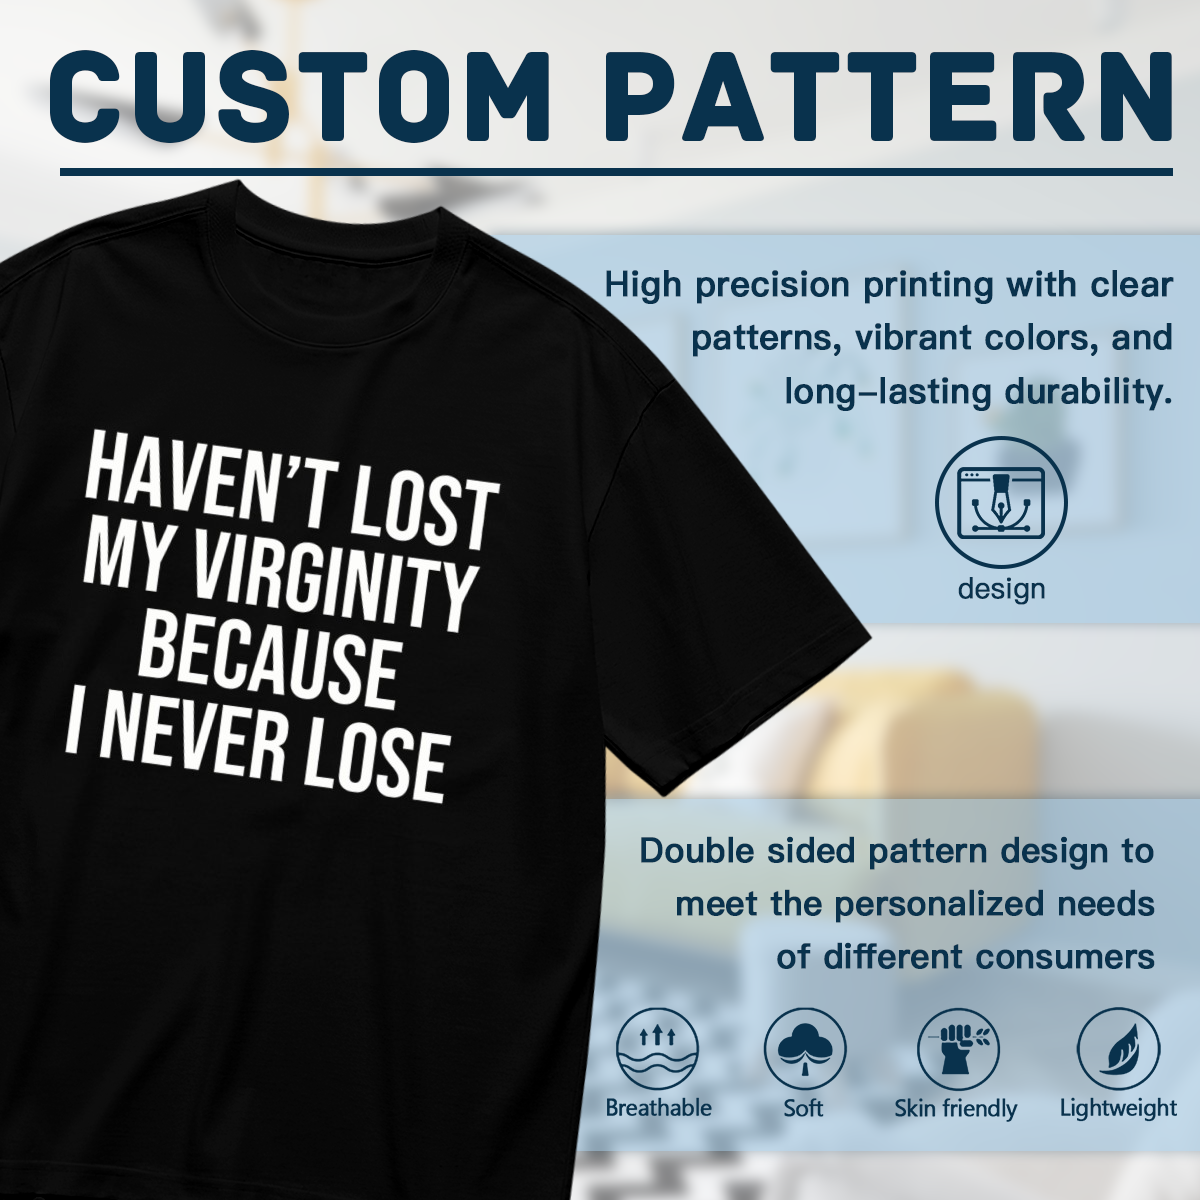 CUSTOM PATTERN
High precision printing with clear
patterns, vibrant colors, and
long-lasting durability.
design
HAVEN'T LOST
MY VIRGINITY
BECAUSE
I NEVER LOSE
Double sided pattern design to
meet the personalized needs
of different consumers
Breathable
Soft
Skin friendly
Lightweight